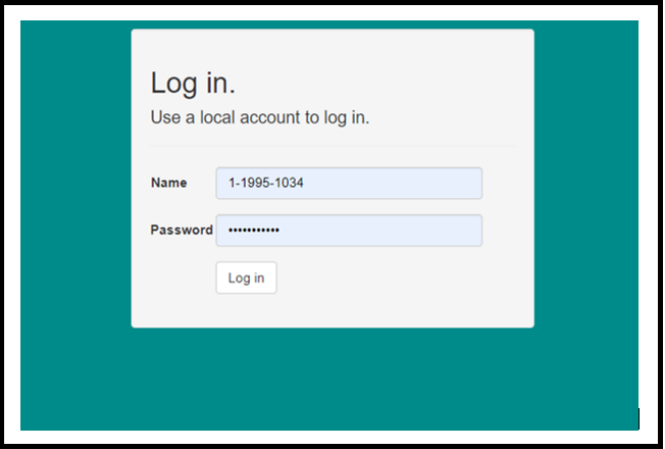 Log in.
Use a local account to log in.
Name 1-1995-1034
Password •••••••••••
Log in